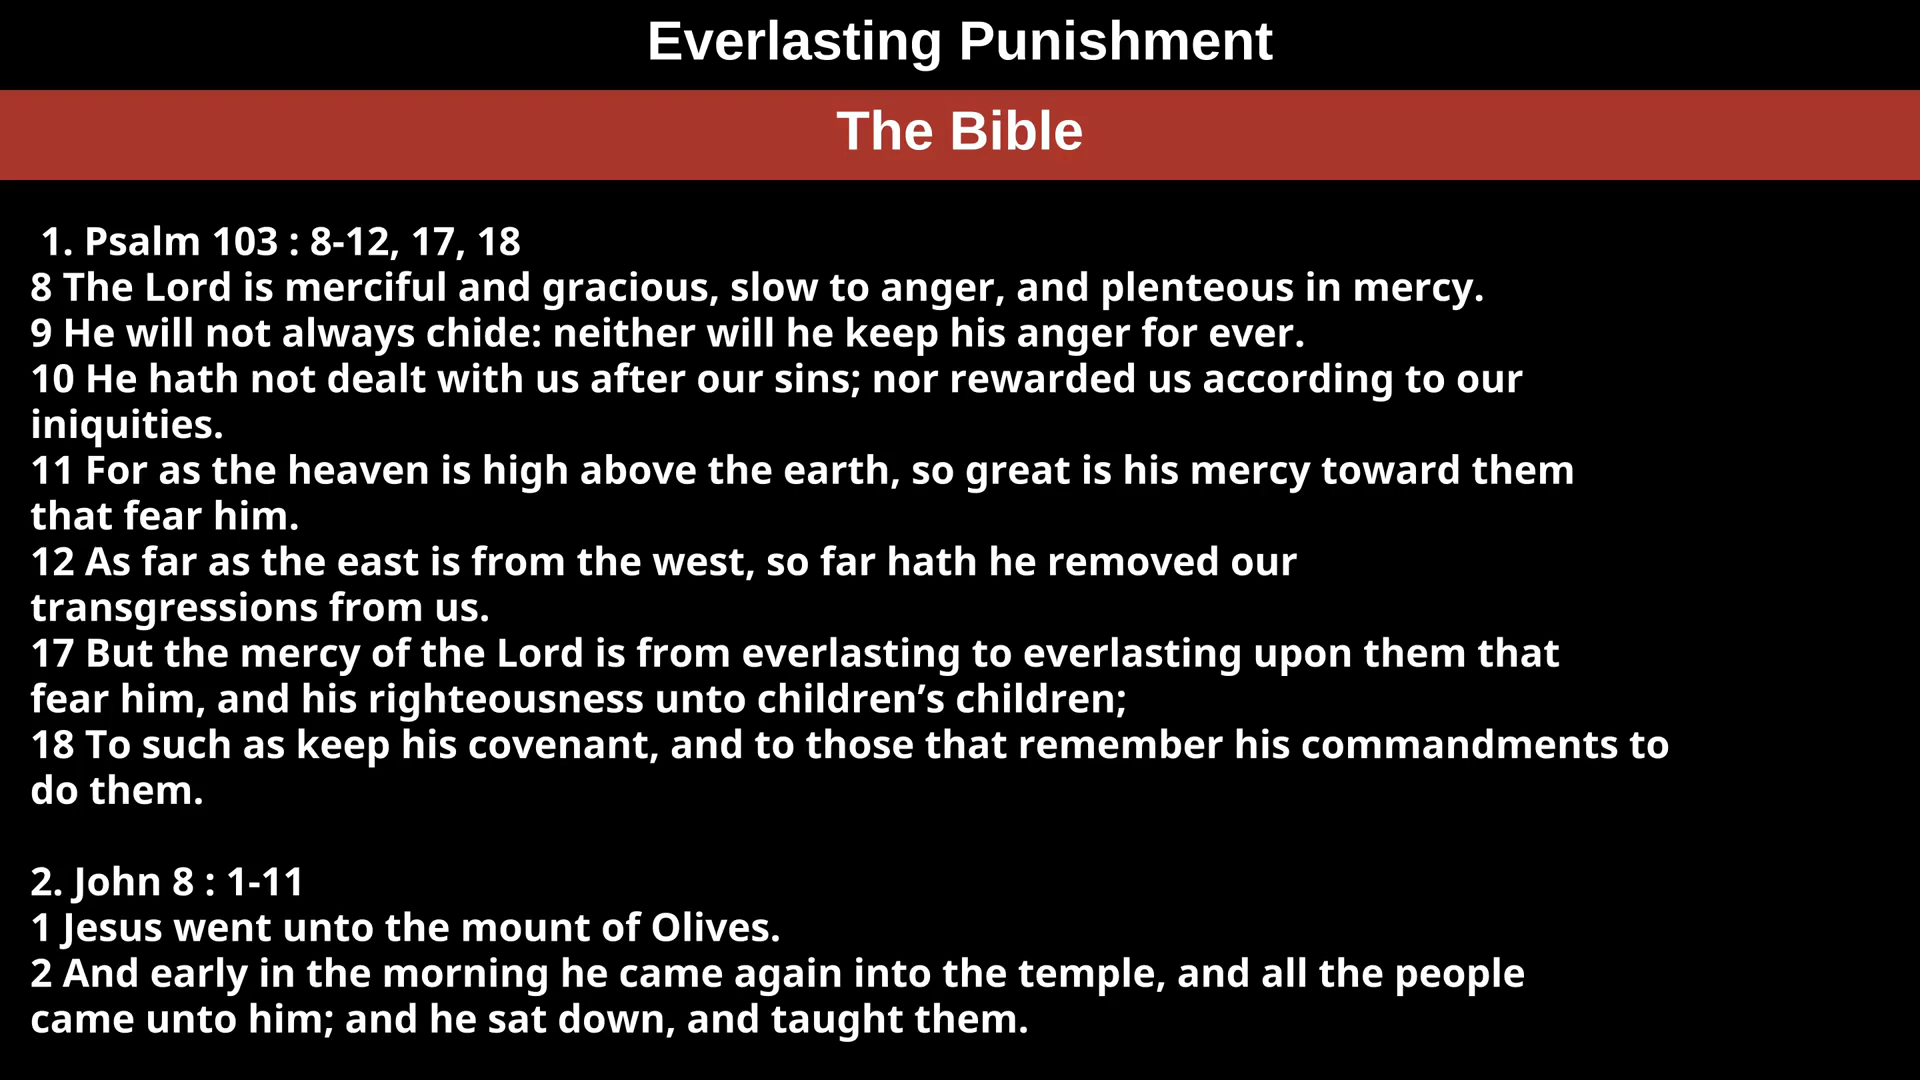 Everlasting Punishment
The Bible
1. Psalm 103 : 8-12, 17, 18
8 The Lord is merciful and gracious, slow to anger, and plenteous in mercy.
9 He will not always chide: neither will he keep his anger for ever.
10 He hath not dealt with us after our sins; nor rewarded us according to our
iniquities.
11 For as the heaven is high above the earth, so great is his mercy toward them
that fear him.
12 As far as the east is from the west, so far hath he removed our
transgressions from us.
17 But the mercy of the Lord is from everlasting to everlasting upon them that
fear him, and his righteousness unto children’s children;
18 To such as keep his covenant, and to those that remember his commandments to
do them.
2. John 8 : 1-11
1 Jesus went unto the mount of Olives.
2 And early in the morning he came again into the temple, and all the people
came unto him; and he sat down, and taught them.